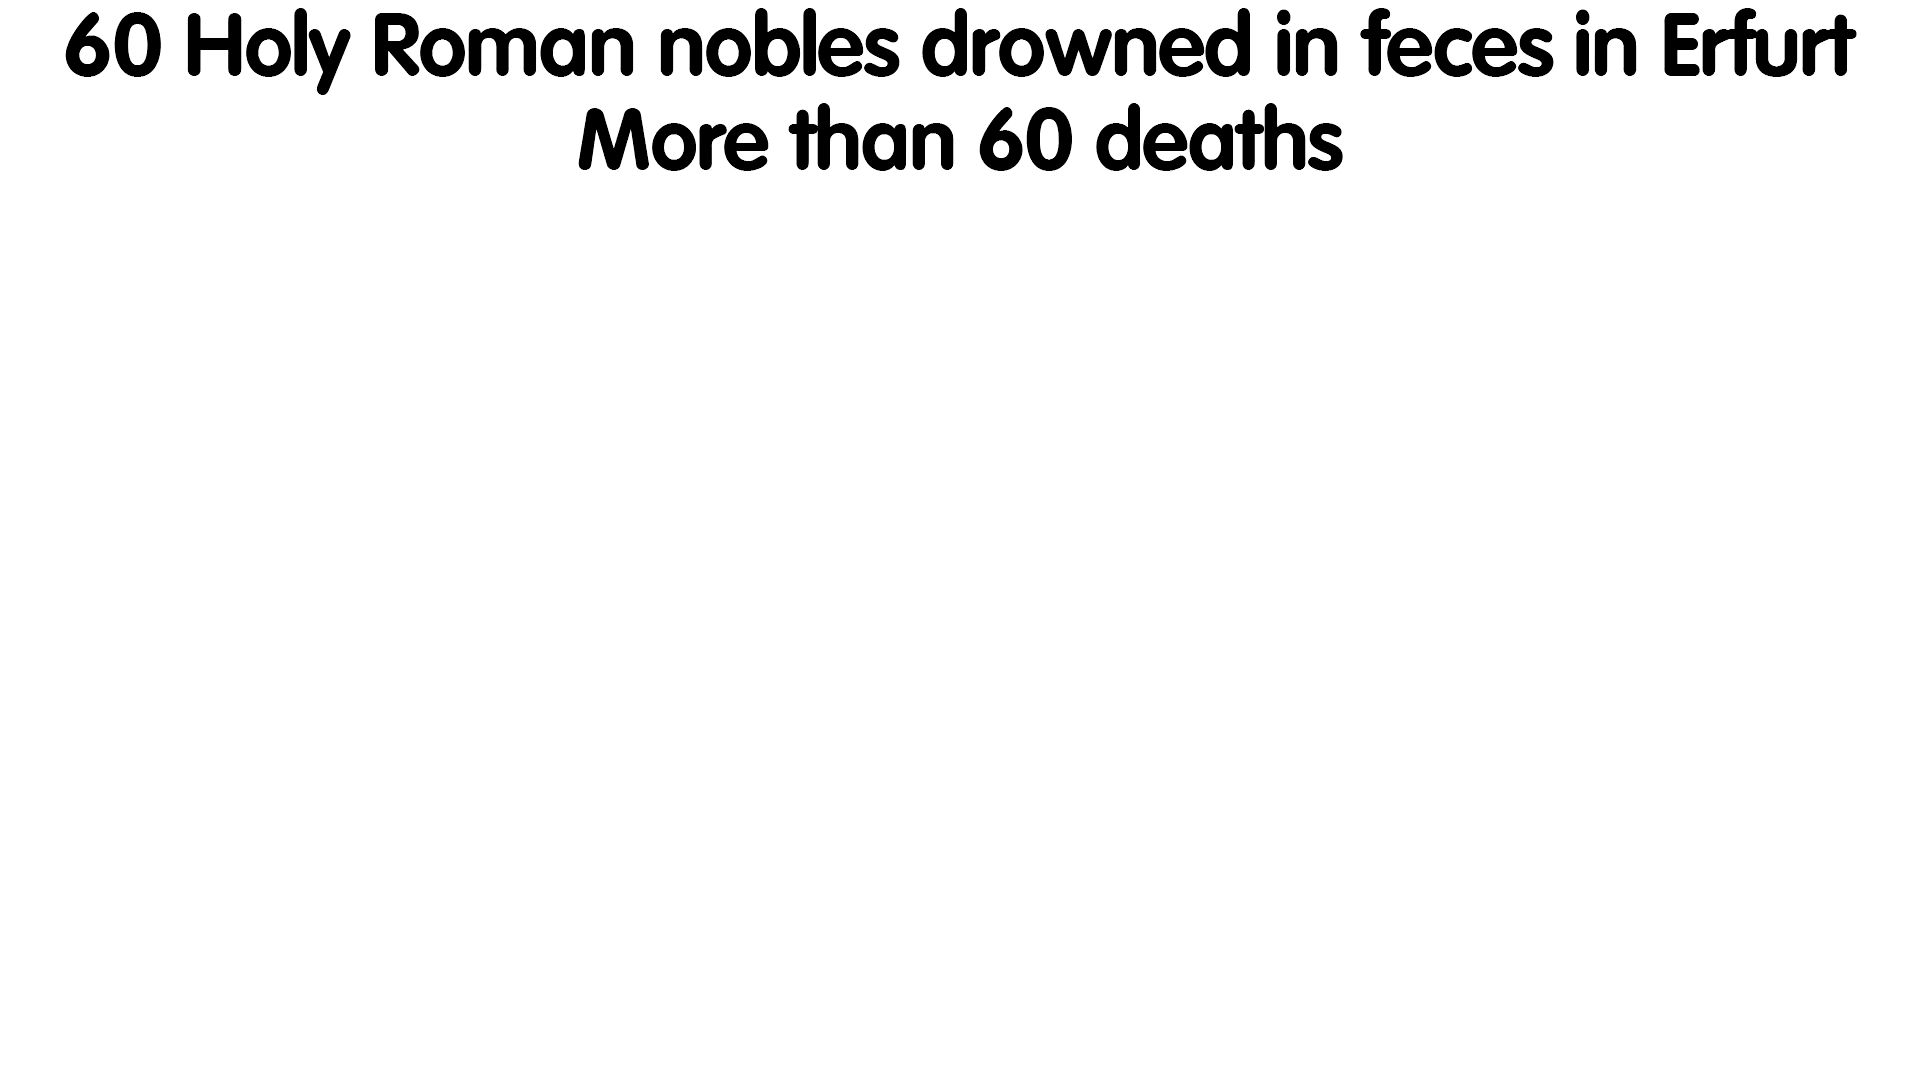 60 Holy Roman nobles drowned in feces in Erfurt
More than 60 deaths